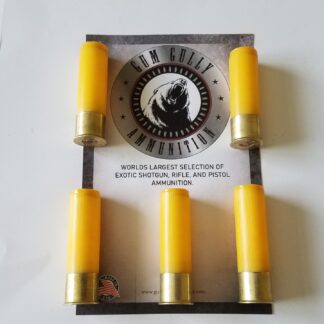 GUM GULLY
AMMUNITION
WORLDS LARGEST SELECTION OF
EXOTIC SHOTGUN, RIFLE, AND PISTOL
AMMUNITION.